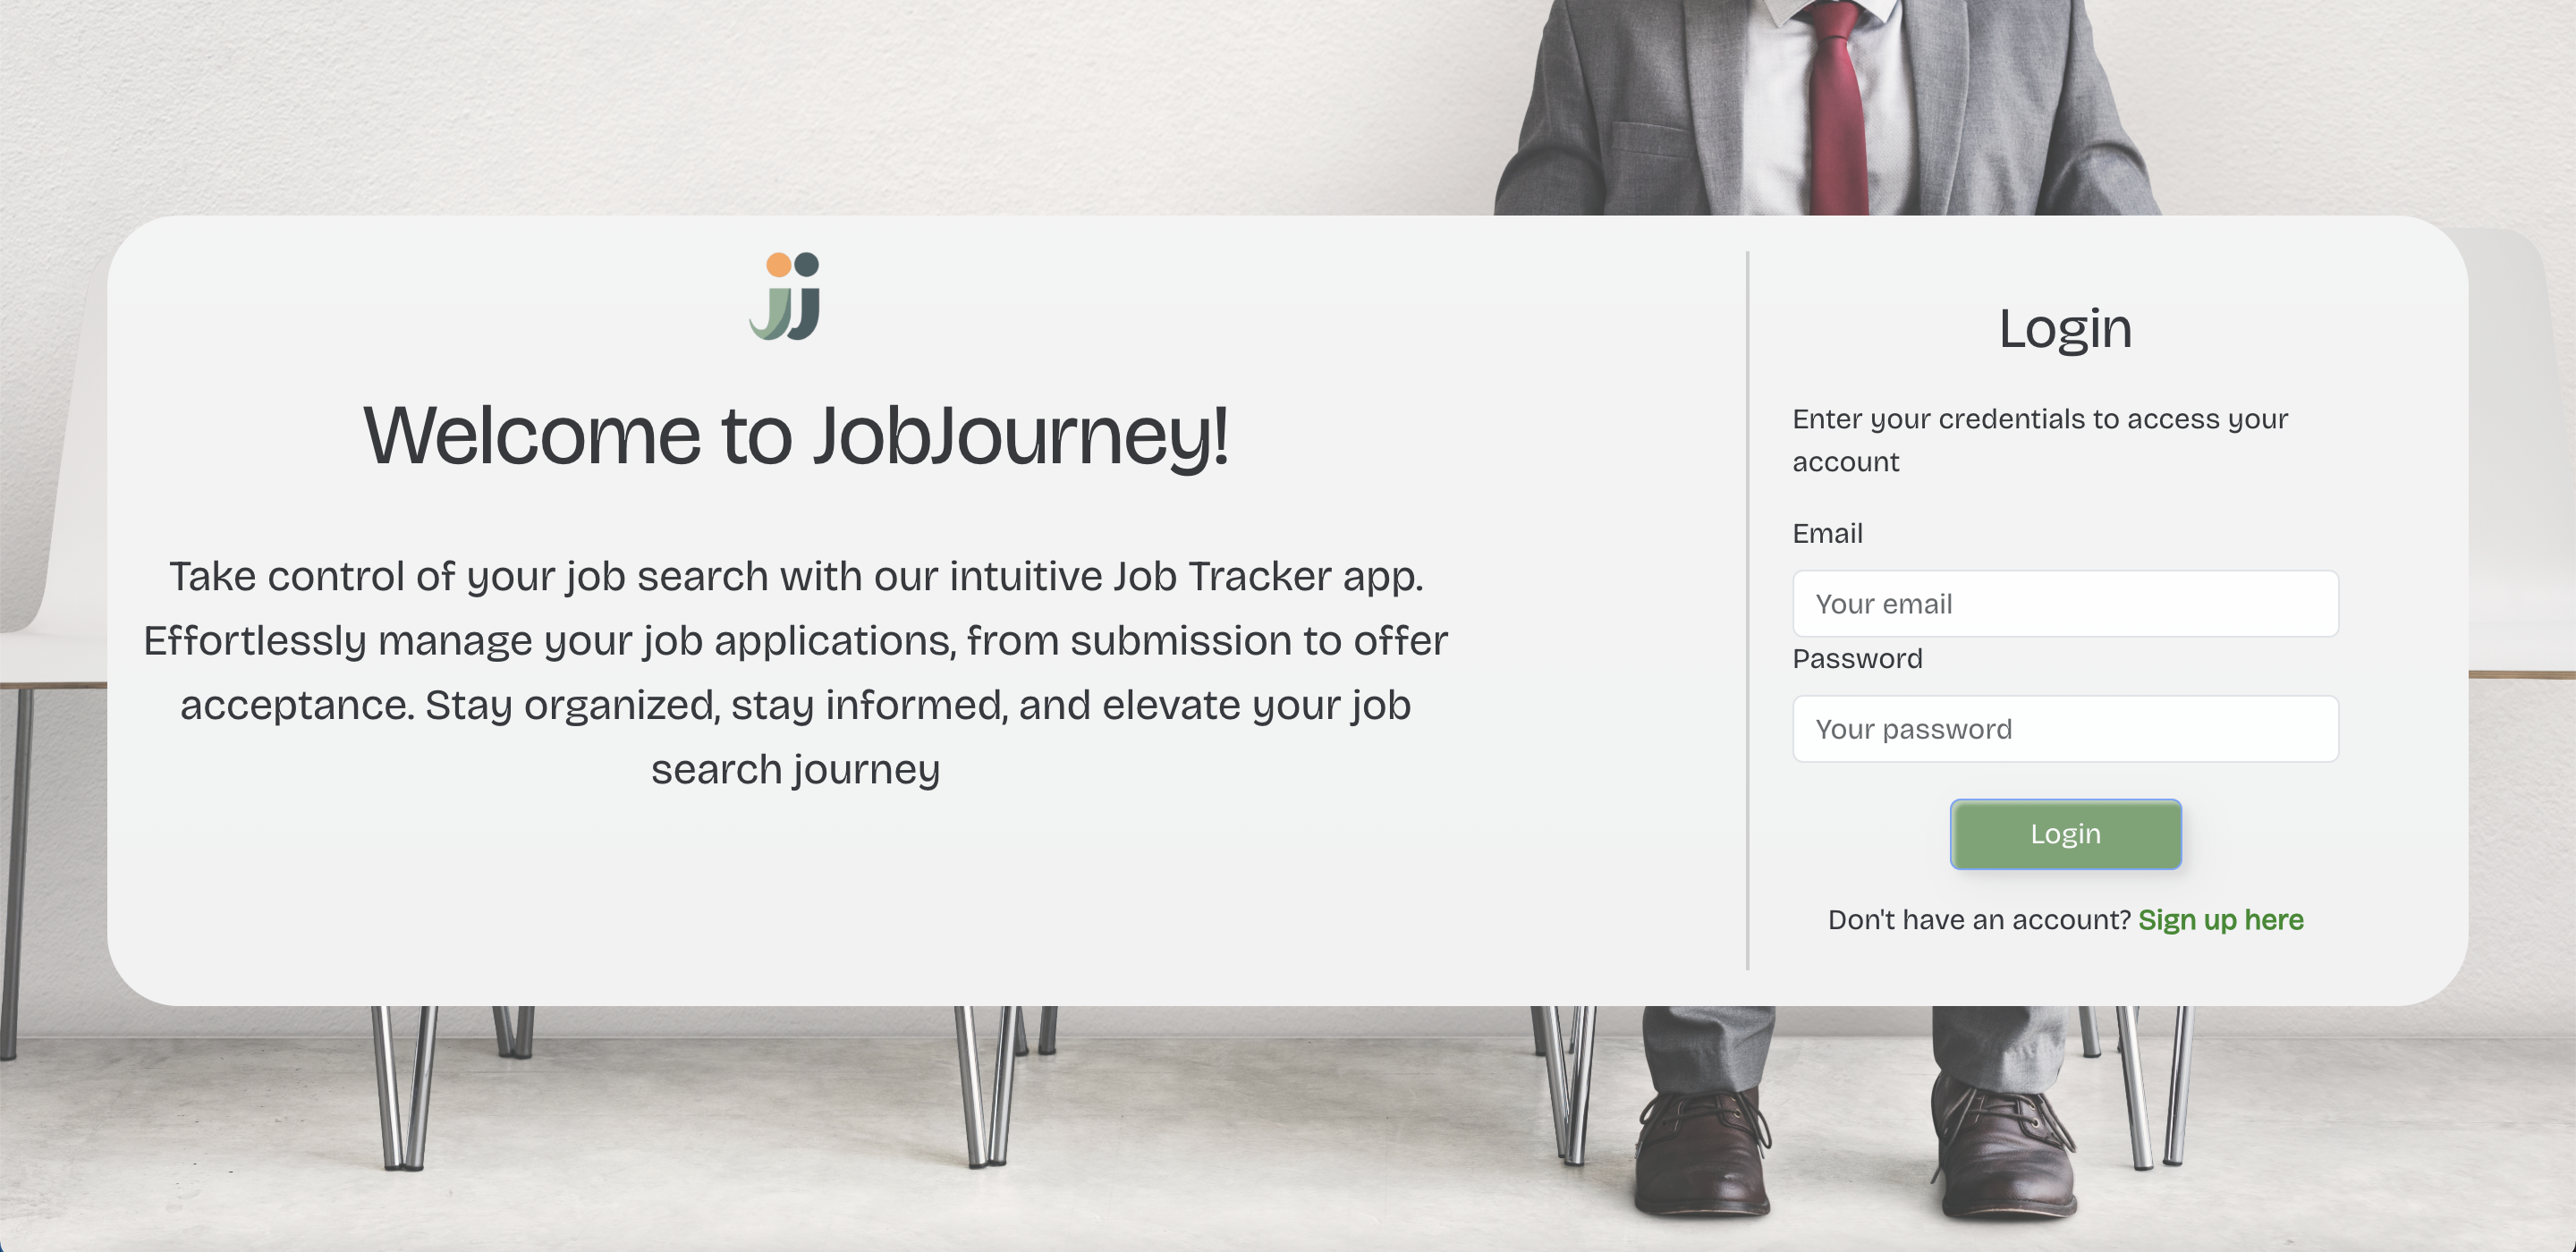 jj
Welcome to JobJourney!
Take control of your job search with our intuitive Job Tracker app.
Effortlessly manage your job applications, from submission to offer
acceptance. Stay organized, stay informed, and elevate your job
search journey
Login
Enter your credentials to access your
account
Email
Your email
Password
Your password
Login
Don't have an account? Sign up here